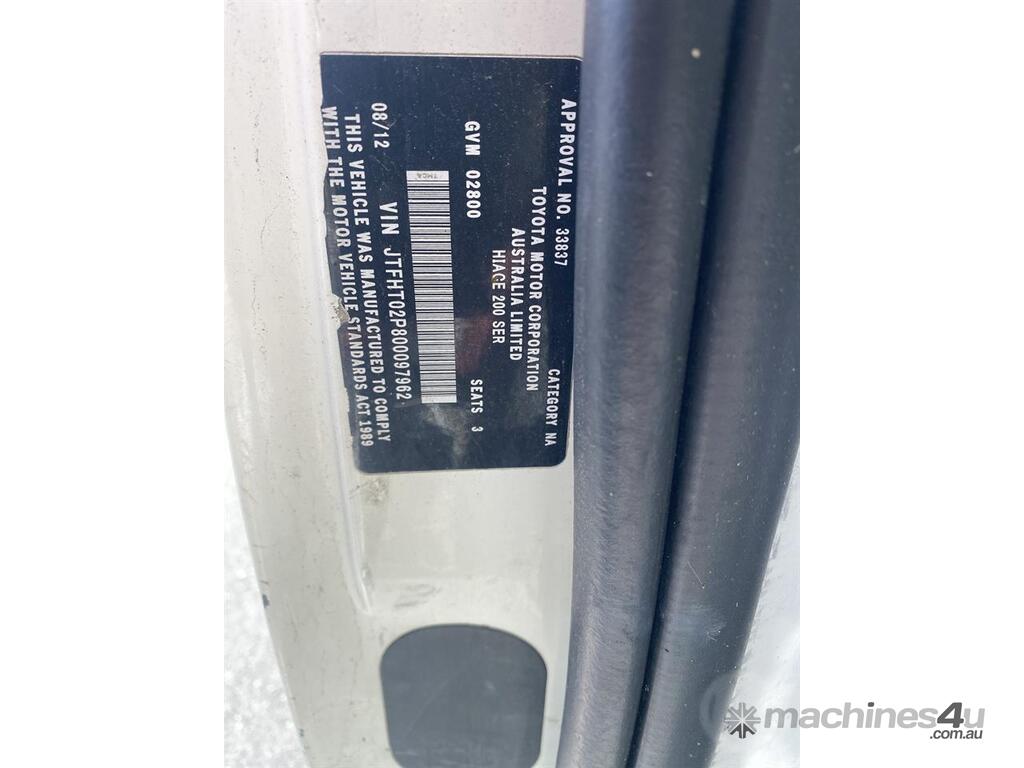 APPROVAL NO. 33837 CATEGORY NA
TOYOTA MOTOR CORPORATION
AUSTRALIA LIMITED
HIACE 200 SER
GVM 02800 SEATS 3
TMCA
08/12 VIN JTFHT02P800097962
THIS VEHICLE WAS MANUFACTURED TO COMPLY
WITH THE MOTOR VEHICLE STANDARDS ACT 1989
machines4u
.com.au